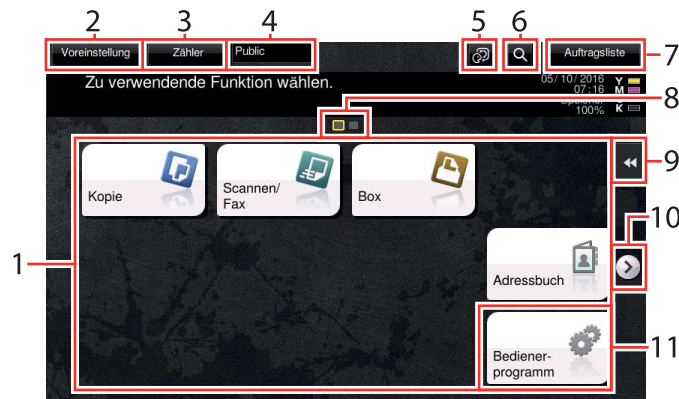 2 3 4 5 6
Voreinstellung Zähler Public Auftragsliste 7
Zu verwendende Funktion wählen. 05/10/2016 Y
07:16 M
Speicher
100% K
8
9
Kopie Scannen/ Box
Fax
10
1
Adressbuch
11
Bediener-
programm